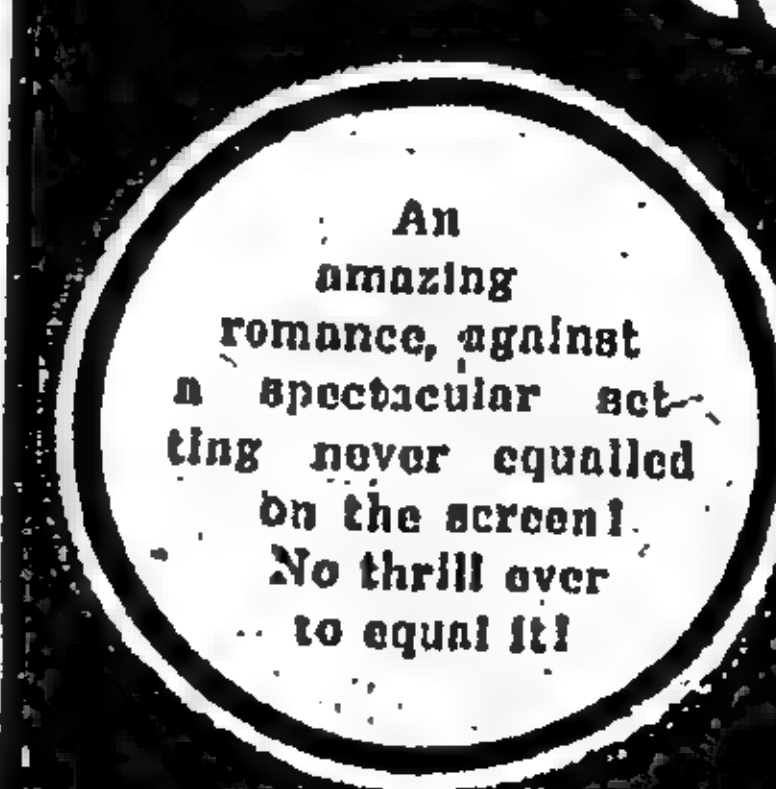 An
amazing
romance, against
a spectacular set-
ting never equalled
on the screen!
No thrill ever
to equal it!